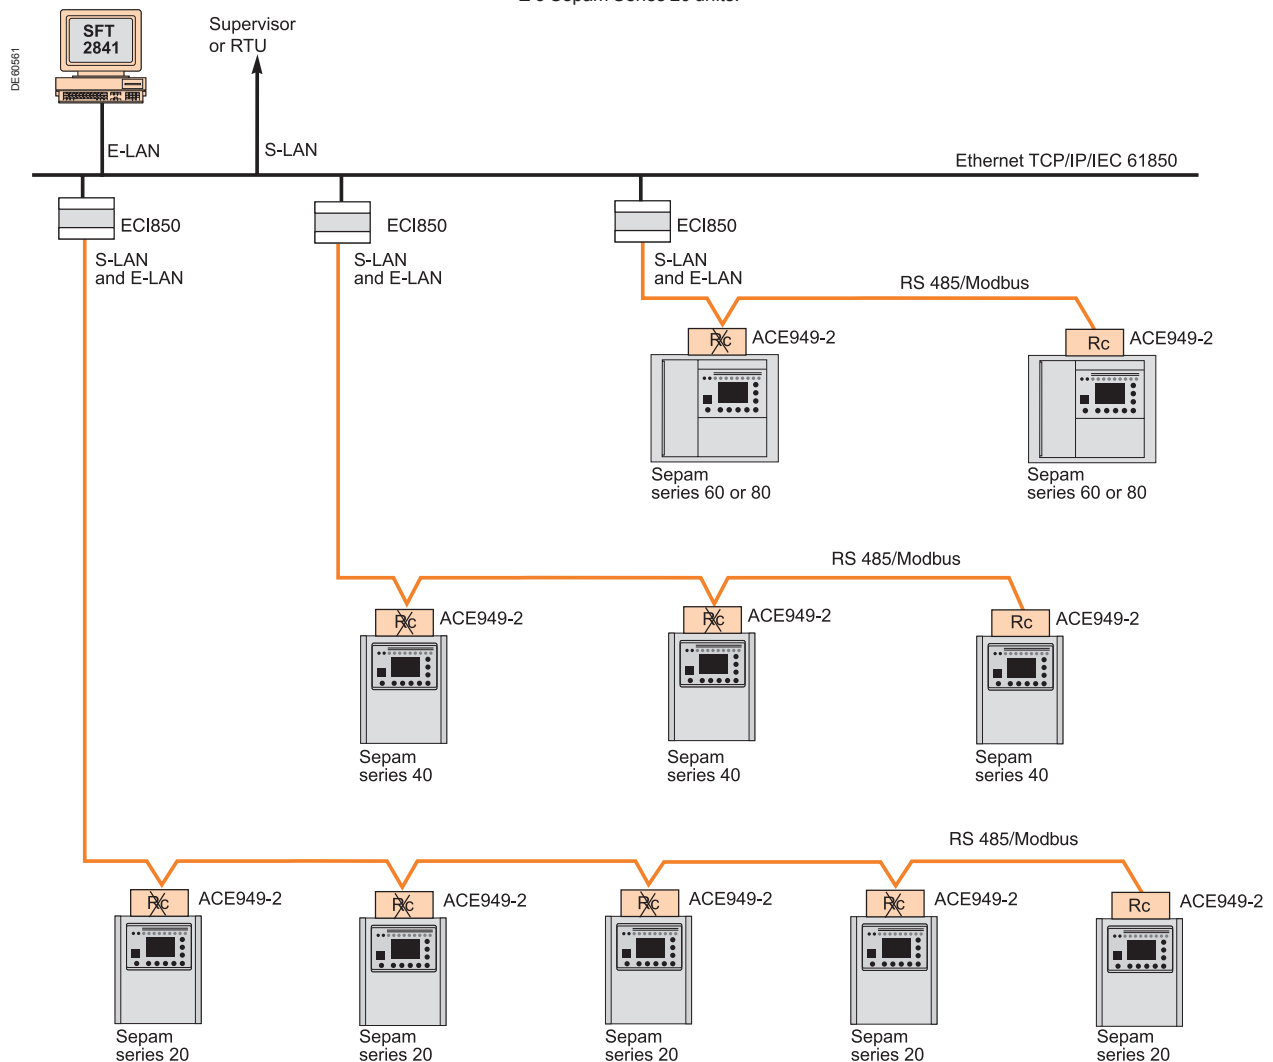 SFT
2841
Supervisor
or RTU
DE60561
E-LAN
S-LAN
Ethernet TCP/IP/IEC 61850
ECI850
ECI850
ECI850
S-LAN
and E-LAN
S-LAN
and E-LAN
S-LAN
and E-LAN
RS 485/Modbus
Rc
ACE949-2
Rc
ACE949-2
Sepam
series 60 or 80
Sepam
series 60 or 80
RS 485/Modbus
Rc
ACE949-2
Rc
ACE949-2
Rc
ACE949-2
Sepam
series 40
Sepam
series 40
Sepam
series 40
RS 485/Modbus
Rc
ACE949-2
Rc
ACE949-2
Rc
ACE949-2
Rc
ACE949-2
Rc
ACE949-2
Sepam
series 20
Sepam
series 20
Sepam
series 20
Sepam
series 20
Sepam
series 20